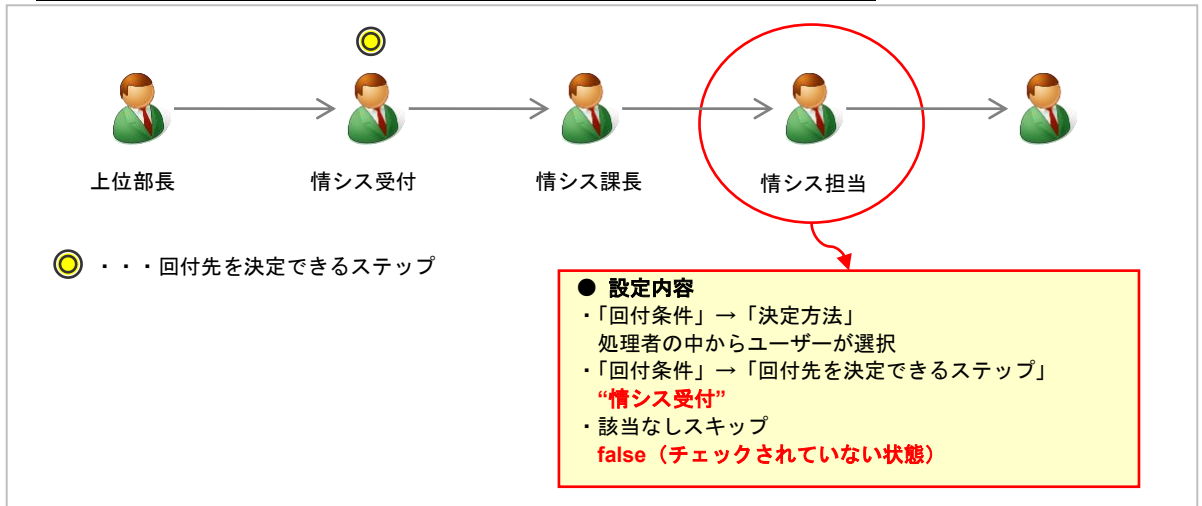 上位部長
情シス受付
情シス課長
情シス担当
・・・回付先を決定できるステップ
● 設定内容
・「回付条件」→「決定方法」
処理者の中からユーザーが選択
・「回付条件」→「回付先を決定できるステップ」
“情シス受付”
・該当なしスキップ
false（チェックされていない状態）